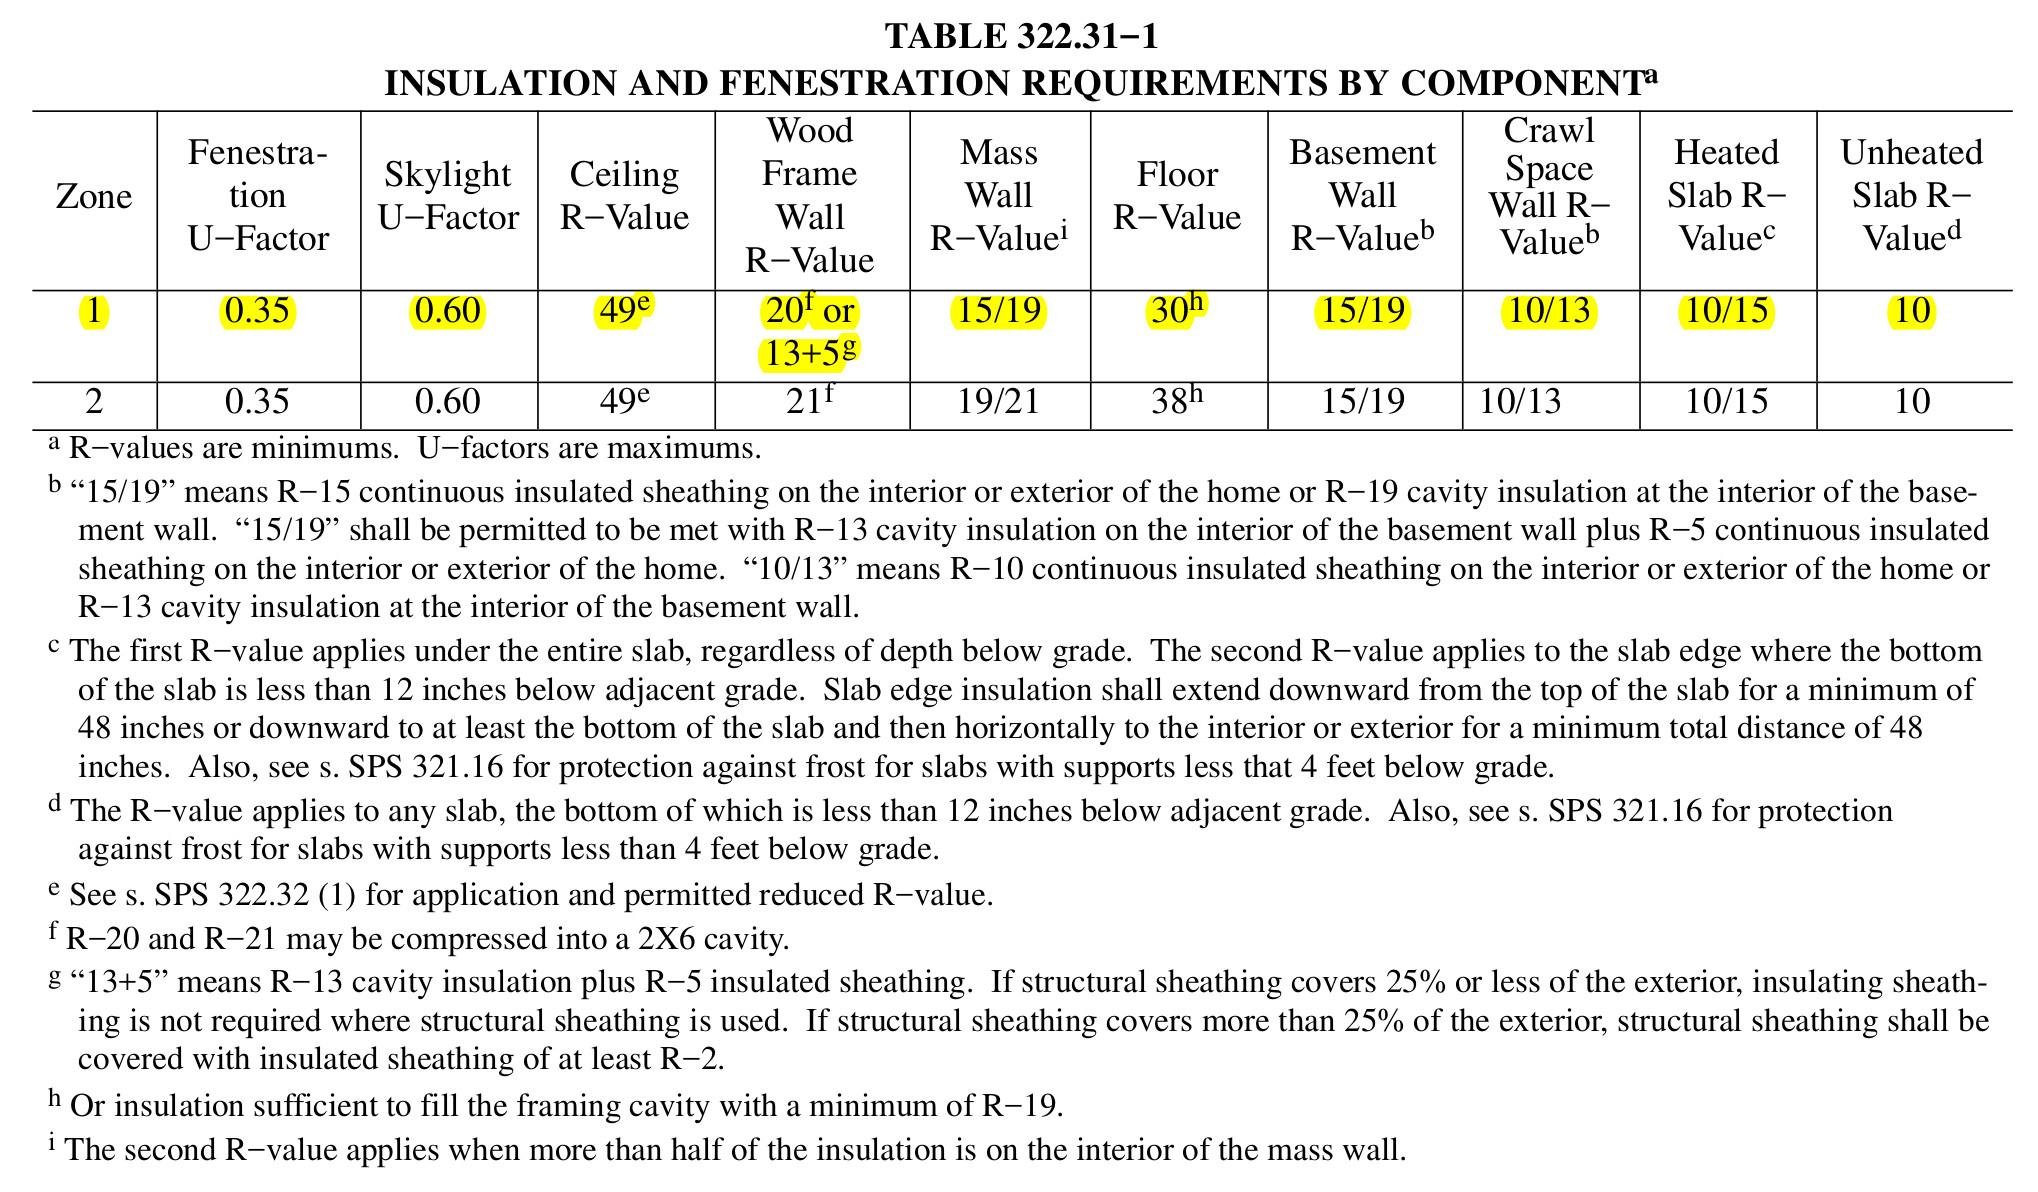 TABLE 322.31−1
INSULATION AND FENESTRATION REQUIREMENTS BY COMPONENTᵃ
Zone
Fenestra-
tion
U−Factor
Skylight
U−Factor
Ceiling
R−Value
Wood
Frame
Wall
R−Value
Mass
Wall
R−Valueⁱ
Floor
R−Value
Basement
Wall
R−Valueᵇ
Crawl
Space
Wall R−
Valueᵇ
Heated
Slab R−
Valueᶜ
Unheated
Slab R−
Valueᵈ
1 0.35 0.60 49ᵉ 20ᶠ or 15/19 30ʰ 15/19 10/13 10/15 10
13+5ᵍ
2 0.35 0.60 49ᵉ 21ᶠ 19/21 38ʰ 15/19 10/13 10/15 10
ᵃ R−values are minimums. U−factors are maximums.
ᵇ “15/19” means R−15 continuous insulated sheathing on the interior or exterior of the home or R−19 cavity insulation at the interior of the base-
ment wall. “15/19” shall be permitted to be met with R−13 cavity insulation on the interior of the basement wall plus R−5 continuous insulated
sheathing on the interior or exterior of the home. “10/13” means R−10 continuous insulated sheathing on the interior or exterior of the home or
R−13 cavity insulation at the interior of the basement wall.
ᶜ The first R−value applies under the entire slab, regardless of depth below grade. The second R−value applies to the slab edge where the bottom
of the slab is less than 12 inches below adjacent grade. Slab edge insulation shall extend downward from the top of the slab for a minimum of
48 inches or downward to at least the bottom of the slab and then horizontally to the interior or exterior for a minimum total distance of 48
inches. Also, see s. SPS 321.16 for protection against frost for slabs with supports less that 4 feet below grade.
ᵈ The R−value applies to any slab, the bottom of which is less than 12 inches below adjacent grade. Also, see s. SPS 321.16 for protection
against frost for slabs with supports less than 4 feet below grade.
ᵉ See s. SPS 322.32 (1) for application and permitted reduced R−value.
ᶠ R−20 and R−21 may be compressed into a 2X6 cavity.
ᵍ “13+5” means R−13 cavity insulation plus R−5 insulated sheathing. If structural sheathing covers 25% or less of the exterior, insulating sheath-
ing is not required where structural sheathing is used. If structural sheathing covers more than 25% of the exterior, structural sheathing shall be
covered with insulated sheathing of at least R−2.
ʰ Or insulation sufficient to fill the framing cavity with a minimum of R−19.
ⁱ The second R−value applies when more than half of the insulation is on the interior of the mass wall.